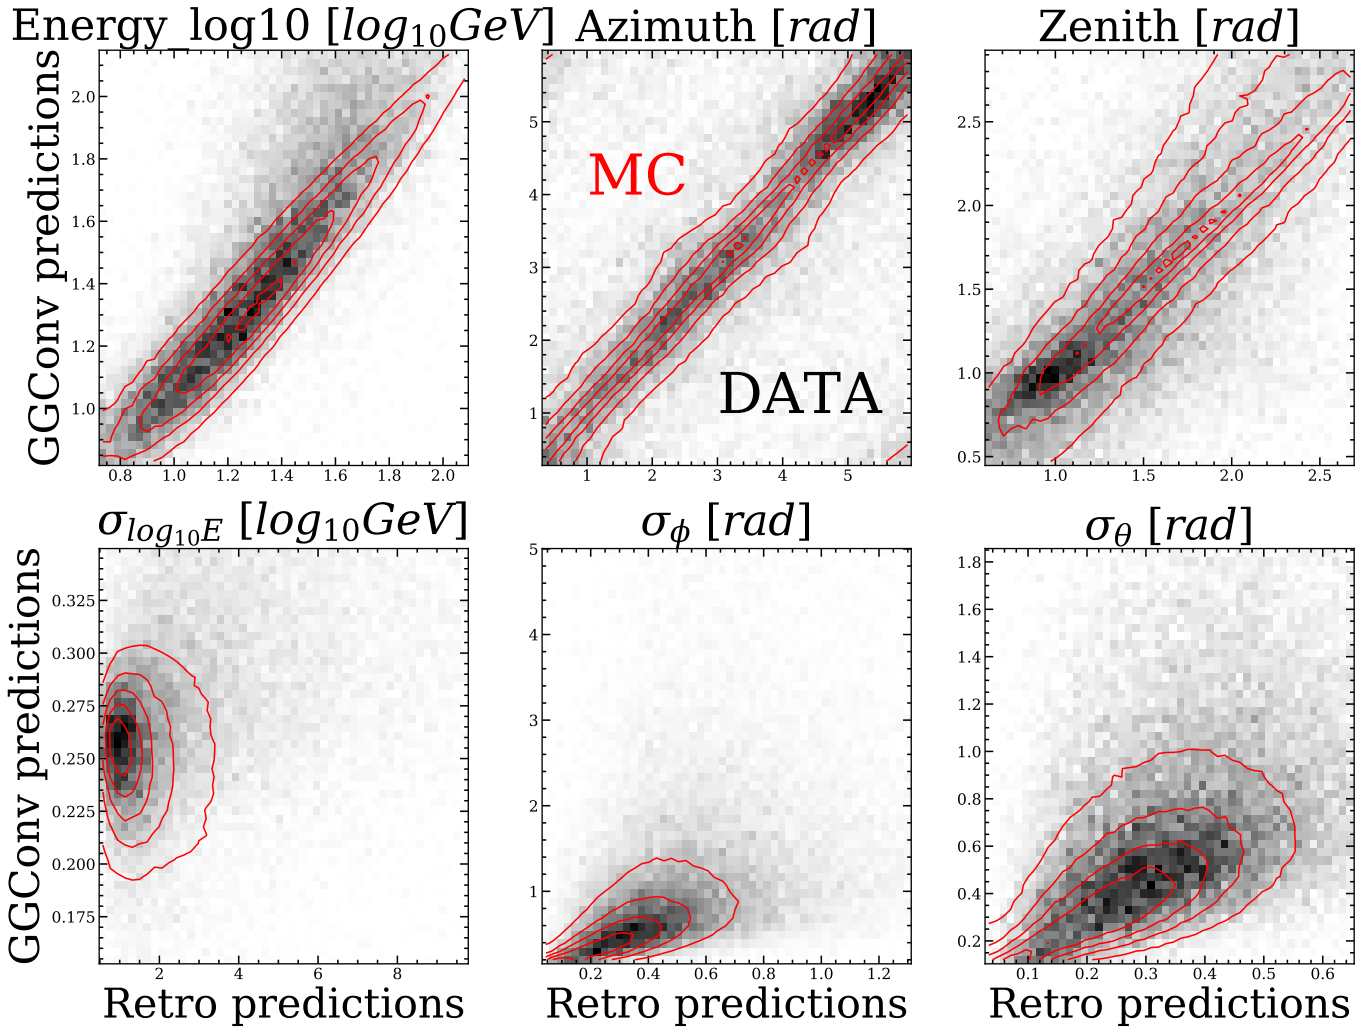 Energy_log10 [log₁₀GeV]
Azimuth [rad]
Zenith [rad]
GGConv predictions
2.0
1.8
1.6
1.4
1.2
1.0
0.8 1.0 1.2 1.4 1.6 1.8 2.0
MC
DATA
5
4
3
2
1
1 2 3 4 5
2.5
2.0
1.5
1.0
0.5
1.0 1.5 2.0 2.5
σ_log₁₀E [log₁₀GeV]
σ_ϕ [rad]
σ_θ [rad]
GGConv predictions
0.325
0.300
0.275
0.250
0.225
0.200
0.175
2 4 6 8
Retro predictions
5
4
3
2
1
0.2 0.4 0.6 0.8 1.0 1.2
Retro predictions
1.8
1.6
1.4
1.2
1.0
0.8
0.6
0.4
0.2
0.1 0.2 0.3 0.4 0.5 0.6
Retro predictions